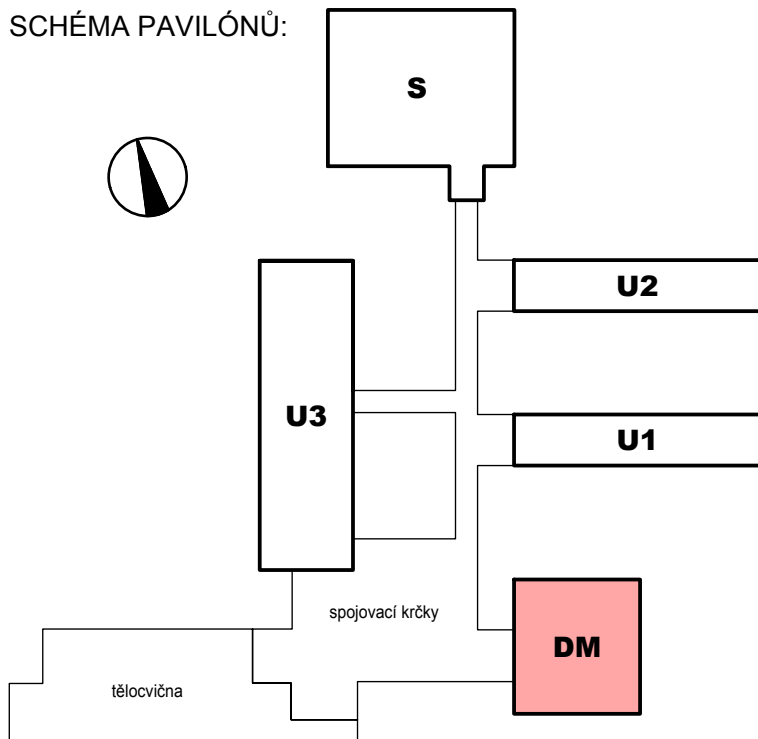 SCHÉMA PAVILÓNŮ:
S
U2
U3
U1
spojovací krčky
DM
tělocvična